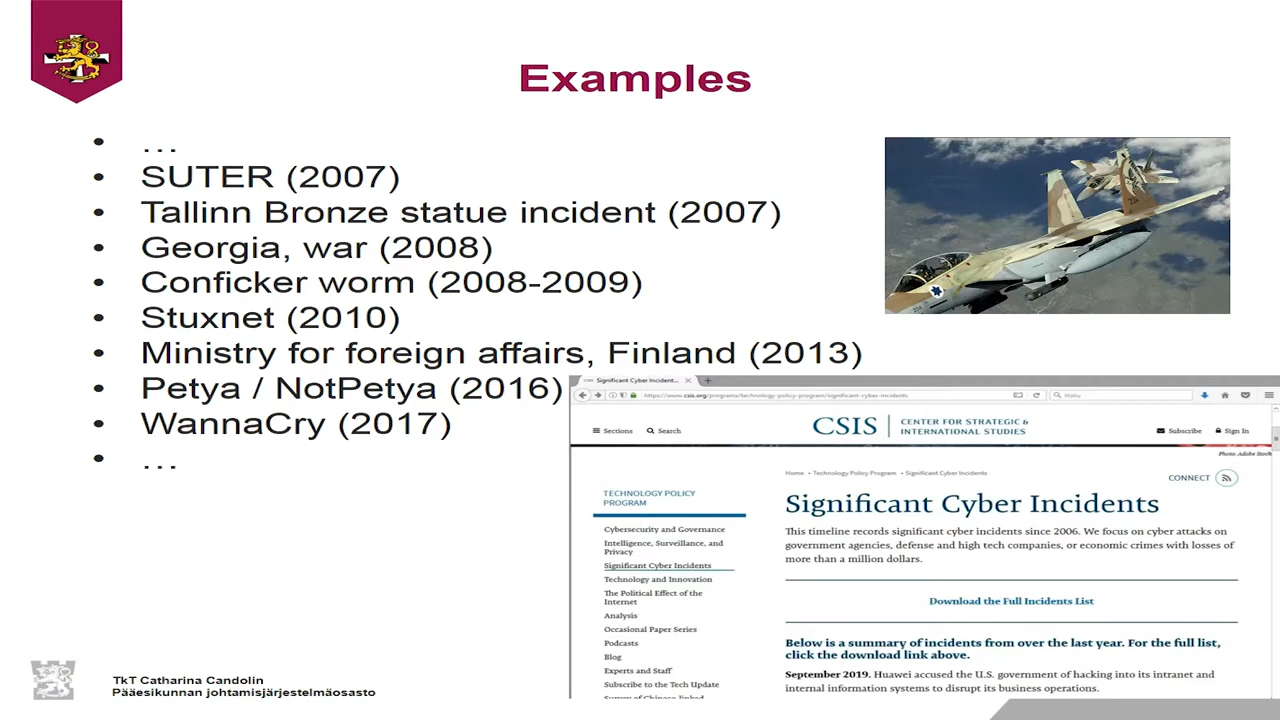 Examples
• …
• SUTER (2007)
• Tallinn Bronze statue incident (2007)
• Georgia, war (2008)
• Conficker worm (2008-2009)
• Stuxnet (2010)
• Ministry for foreign affairs, Finland (2013)
• Petya / NotPetya (2016)
• WannaCry (2017)
• …
Significant Cyber Incident...
https://www.csis.org/programs/technology-policy-program/significant-cyber-incidents
Haku
Sections
Search
CSIS
CENTER FOR STRATEGIC &
INTERNATIONAL STUDIES
Subscribe
Sign In
Photo: Adobe Stock
Home • Technology Policy Program • Significant Cyber Incidents
CONNECT
TECHNOLOGY POLICY
PROGRAM
Cybersecurity and Governance
Intelligence, Surveillance, and
Privacy
Significant Cyber Incidents
Technology and Innovation
The Political Effect of the
Internet
Analysis
Occasional Paper Series
Podcasts
Blog
Experts and Staff
Subscribe to the Tech Update
Survey of Chinese-linked
Significant Cyber Incidents
This timeline records significant cyber incidents since 2006. We focus on cyber attacks on
government agencies, defense and high tech companies, or economic crimes with losses of
more than a million dollars.
Download the Full Incidents List
Below is a summary of incidents from over the last year. For the full list,
click the download link above.
September 2019. Huawei accused the U.S. government of hacking into its intranet and
internal information systems to disrupt its business operations.
TkT Catharina Candolin
Pääesikunnan johtamisjärjestelmäosasto